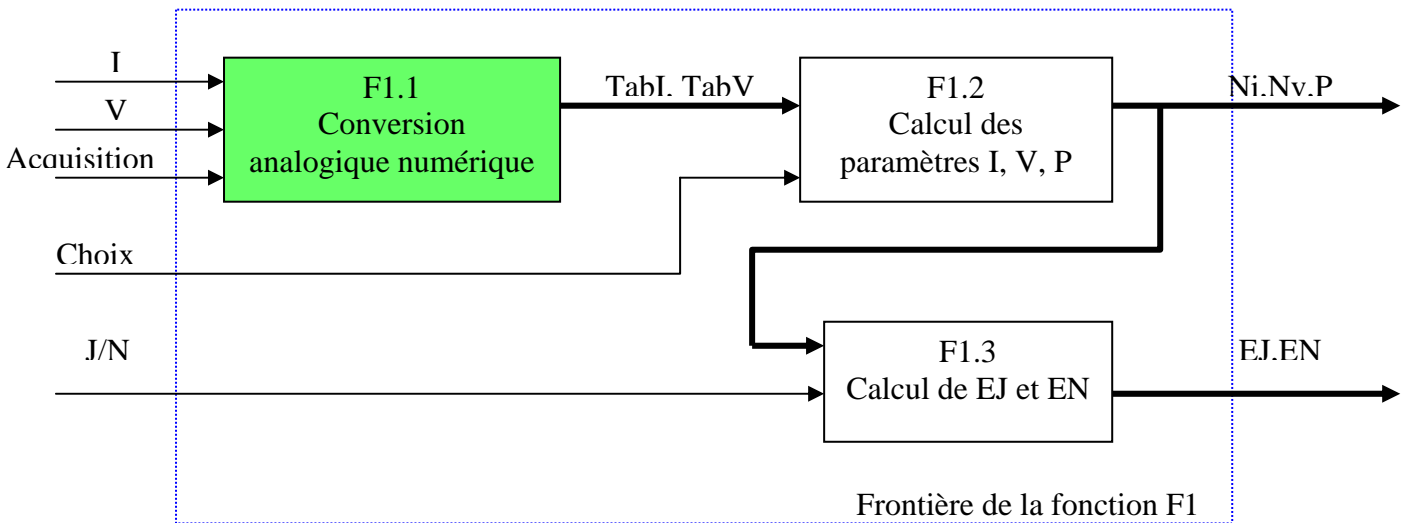 I
V
Acquisition
Choix
J/N
F1.1
Conversion
analogique numérique
TabI, TabV
F1.2
Calcul des
paramètres I, V, P
Ni,Nv,P
F1.3
Calcul de EJ et EN
EJ,EN
Frontière de la fonction F1